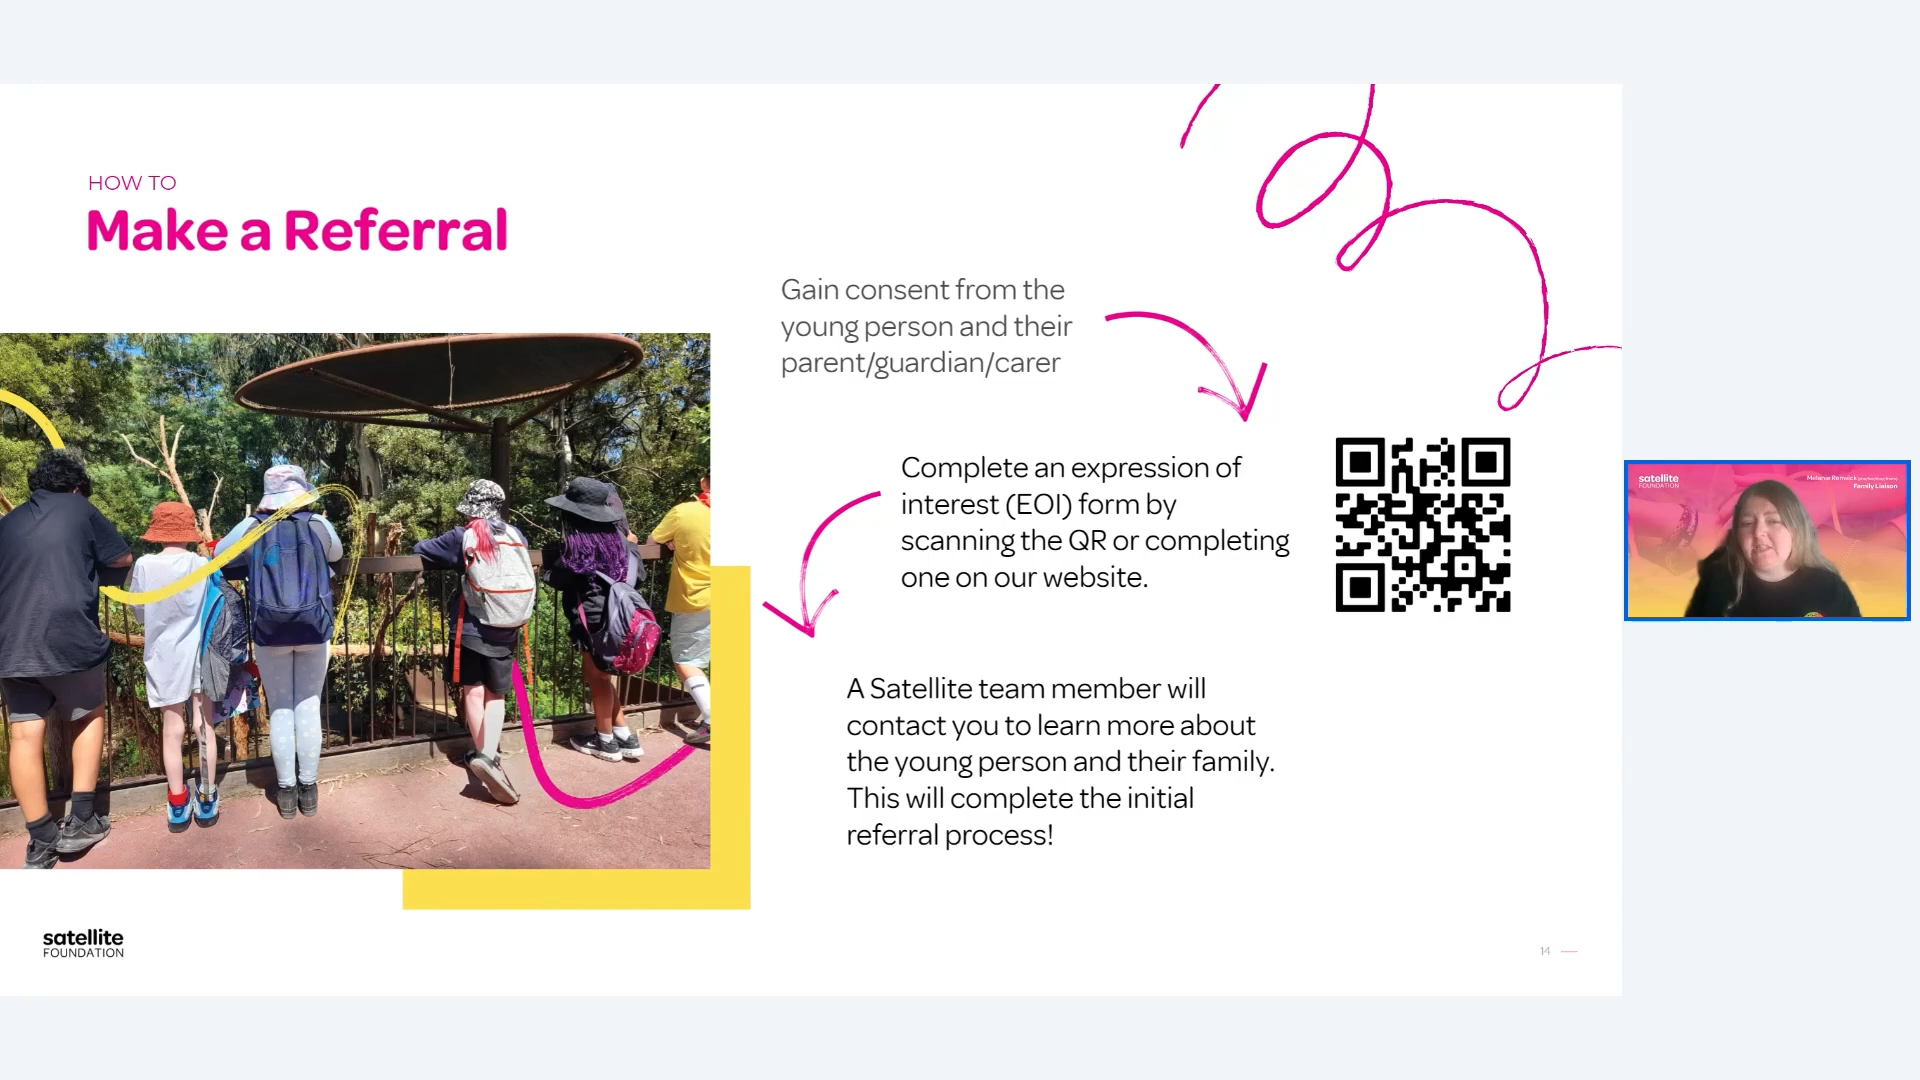 HOW TO
Make a Referral
Gain consent from the
young person and their
parent/guardian/carer
Complete an expression of
interest (EOI) form by
scanning the QR or completing
one on our website.
A Satellite team member will
contact you to learn more about
the young person and their family.
This will complete the initial
referral process!
satellite
FOUNDATION
14
satellite
FOUNDATION
Melanie Renwick
Family Liaison